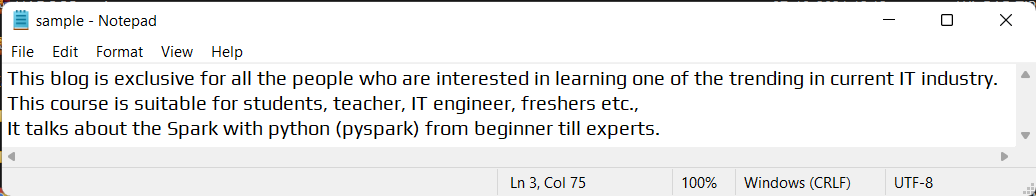 sample - Notepad
File Edit Format View Help
This blog is exclusive for all the people who are interested in learning one of the trending in current IT industry.
This course is suitable for students, teacher, IT engineer, freshers etc.,
It talks about the Spark with python (pyspark) from beginner till experts.
Ln 3, Col 75 100% Windows (CRLF) UTF-8